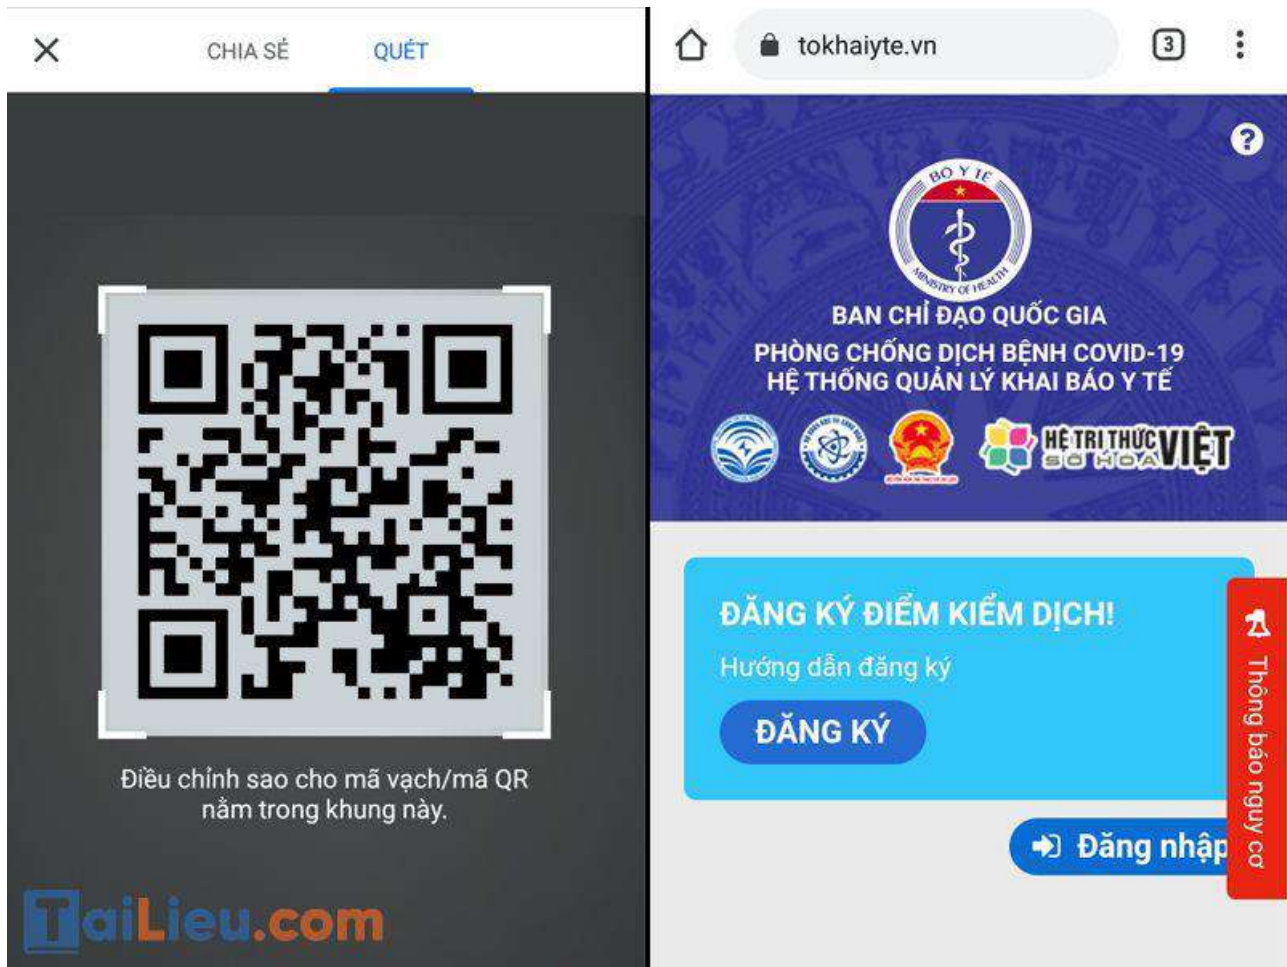 CHIA SẺ
QUÉT
Điều chỉnh sao cho mã vạch/mã QR
nằm trong khung này.
TaiLieu.com
tokhaiyte.vn
3
?
BỘ Y TẾ
MINISTRY OF HEALTH
BAN CHỈ ĐẠO QUỐC GIA
PHÒNG CHỐNG DỊCH BỆNH COVID-19
HỆ THỐNG QUẢN LÝ KHAI BÁO Y TẾ
HỆ TRI THỨC VIỆT
SỐ HÓA
ĐĂNG KÝ ĐIỂM KIỂM DỊCH!
Hướng dẫn đăng ký
ĐĂNG KÝ
Đăng nhập
Thông báo nguy cơ